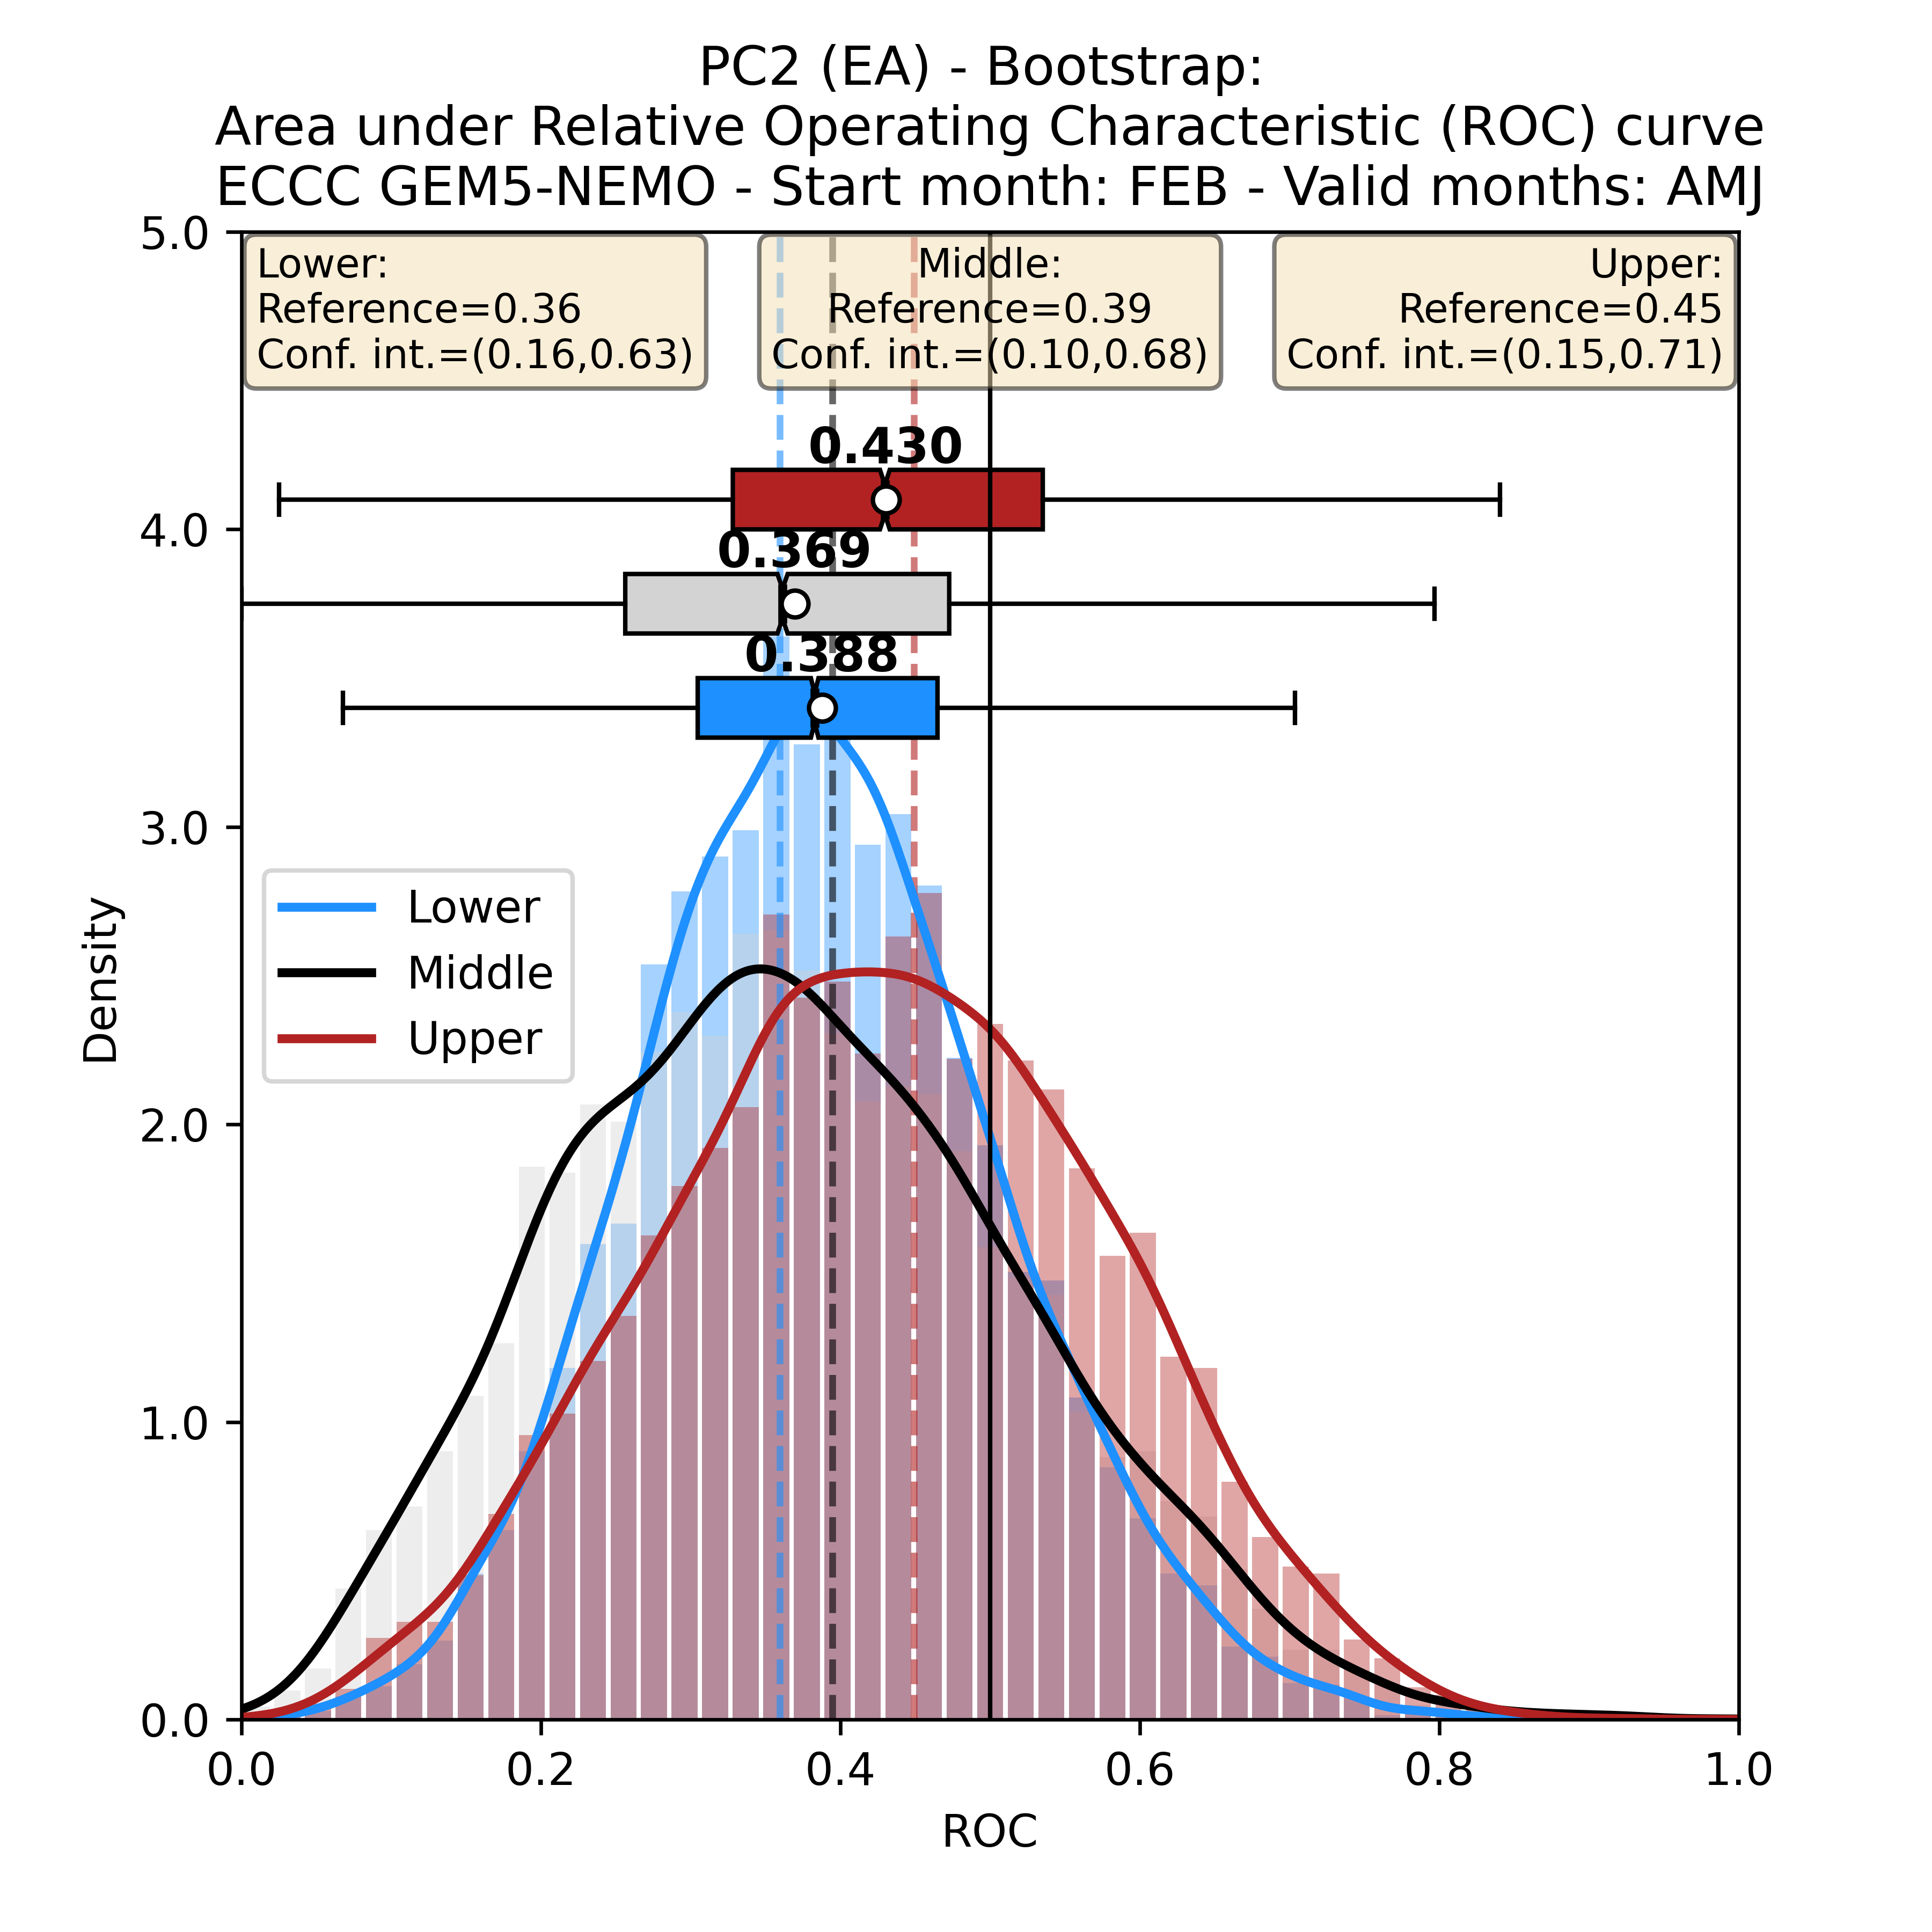 PC2 (EA) - Bootstrap:
Area under Relative Operating Characteristic (ROC) curve
ECCC GEM5-NEMO - Start month: FEB - Valid months: AMJ
Lower:
Reference=0.36
Conf. int.=(0.16,0.63)
Middle:
Reference=0.39
Conf. int.=(0.10,0.68)
Upper:
Reference=0.45
Conf. int.=(0.15,0.71)
0.430
0.369
0.388
5.0
4.0
3.0
2.0
1.0
0.0
Density
Lower
Middle
Upper
0.0
0.2
0.4
0.6
0.8
1.0
ROC